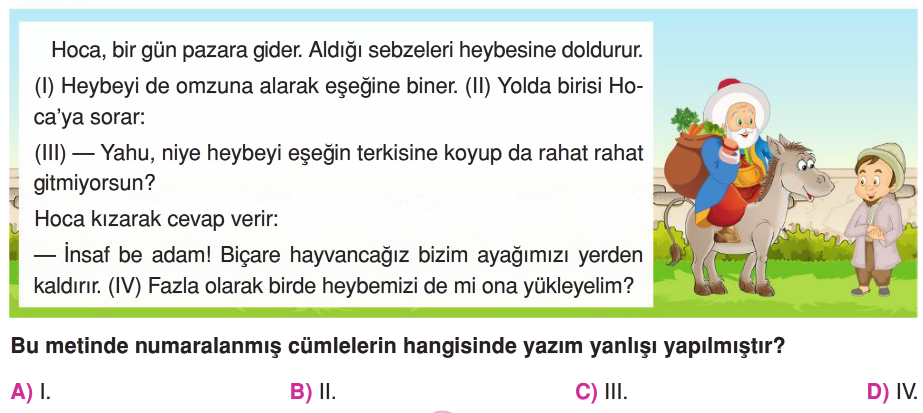 Hoca, bir gün pazara gider. Aldığı sebzeleri heybesine doldurur.
(I) Heybeyi de omzuna alarak eşeğine biner. (II) Yolda birisi Ho-
ca'ya sorar:
(III) — Yahu, niye heybeyi eşeğin terkisine koyup da rahat rahat
gitmiyorsun?
Hoca kızarak cevap verir:
— İnsaf be adam! Biçare hayvancağız bizim ayağımızı yerden
kaldırır. (IV) Fazla olarak birde heybemizi de mi ona yükleyelim?
Bu metinde numaralanmış cümlelerin hangisinde yazım yanlışı yapılmıştır?
A) I. B) II. C) III. D) IV.